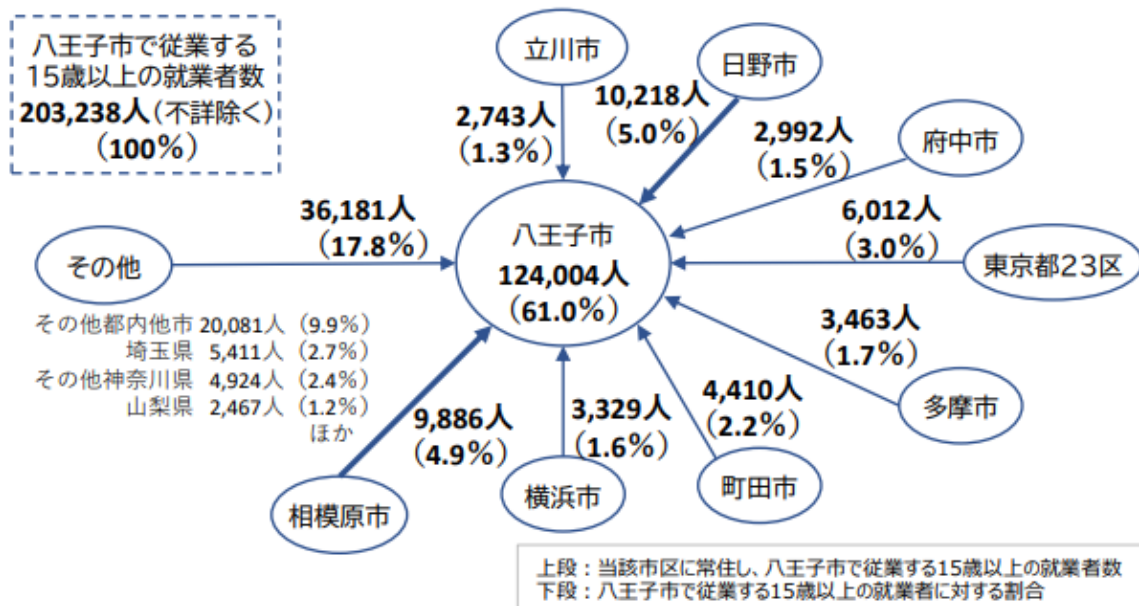 八王子市で従業する
15歳以上の就業者数
203,238人(不詳除く)
(100%)
立川市
2,743人
(1.3%)
日野市
10,218人
(5.0%)
府中市
2,992人
(1.5%)
東京都23区
6,012人
(3.0%)
八王子市
124,004人
(61.0%)
その他
36,181人
(17.8%)
その他都内他市 20,081人 (9.9%)
埼玉県 5,411人 (2.7%)
その他神奈川県 4,924人 (2.4%)
山梨県 2,467人 (1.2%)
ほか
多摩市
3,463人
(1.7%)
町田市
4,410人
(2.2%)
横浜市
3,329人
(1.6%)
相模原市
9,886人
(4.9%)
上段:当該市区に常住し、八王子市で従業する15歳以上の就業者数
下段:八王子市で従業する15歳以上の就業者に対する割合